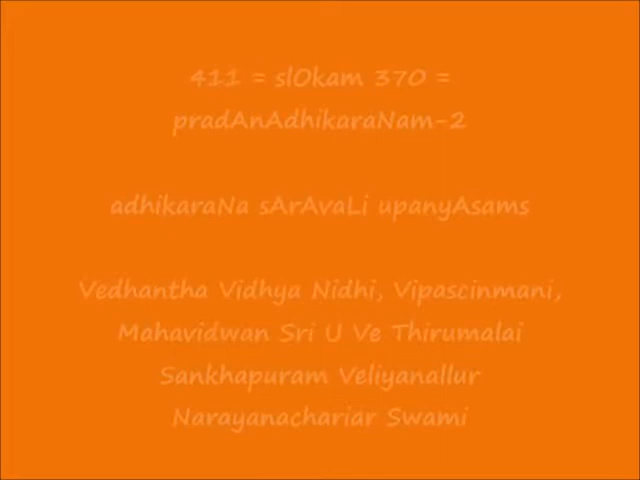 411 = slOkam 370 =
pradAnAdhikaraNam-2
adhikaraNa sArAvaLi upanyAsams
Vedhantha Vidhya Nidhi, Vipascinmani,
Mahavidwan Sri U Ve Thirumalai
Sankhapuram Veliyanallur
Narayanachariar Swami